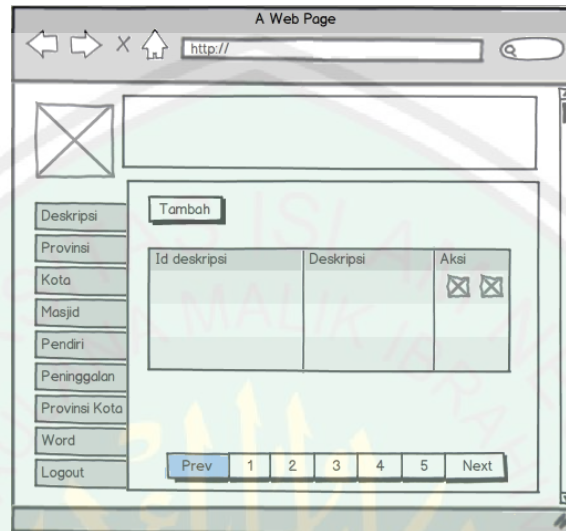 A Web Page
http://
Tambah
Deskripsi
Provinsi
Kota
Masjid
Pendiri
Peninggalan
Provinsi Kota
Word
Logout
Id deskripsi Deskripsi Aksi
Prev 1 2 3 4 5 Next